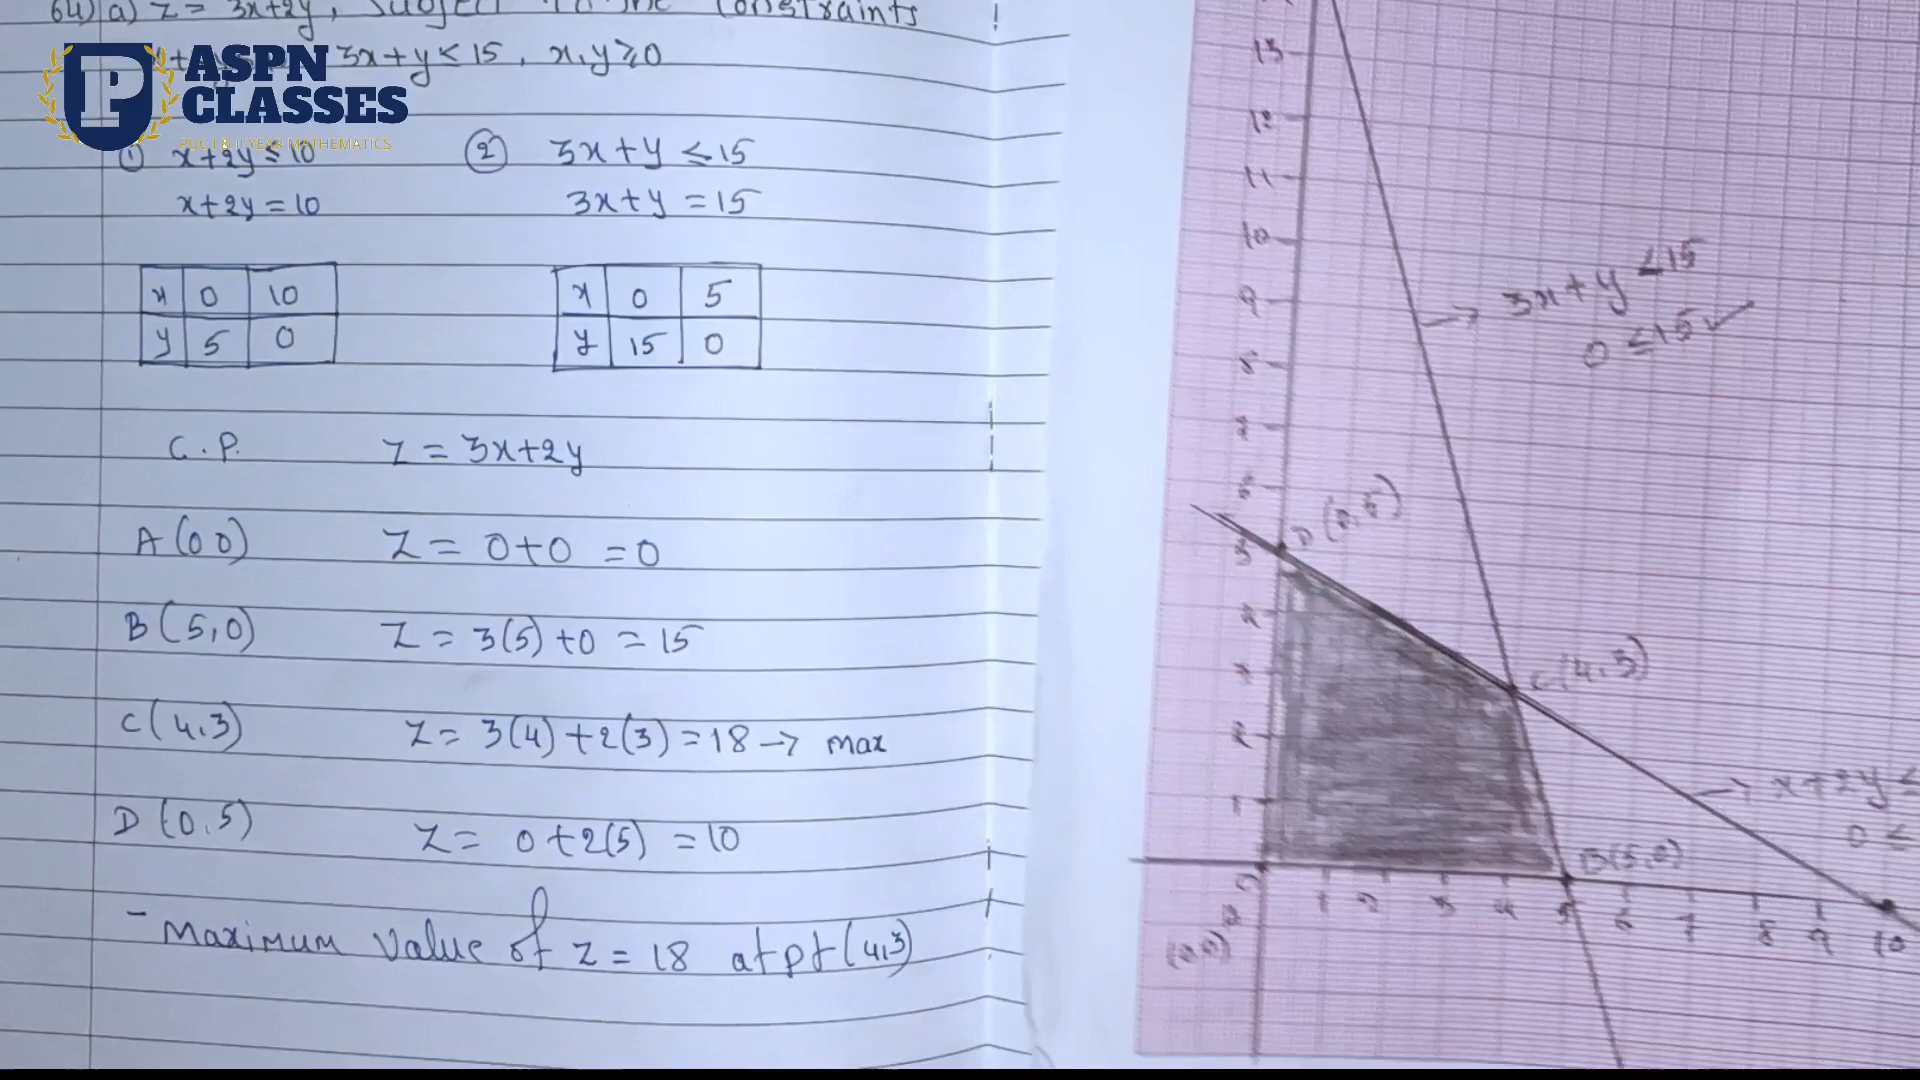 64) a) Z = 3x+2y, Subject to the constraints
3x+y < 15, x,y ≥ 0
ASPN
CLASSES
PUC I & II YEAR MATHEMATICS
① x+2y ≤ 10
x+2y = 10
② 3x+y ≤ 15
3x+y = 15
x 0 10
y 5 0
x 0 5
y 15 0
C.P. Z = 3x+2y
A(0 0) Z = 0+0 = 0
B(5,0) Z = 3(5)+0 = 15
C(4,3) Z = 3(4)+2(3) = 18 → max
D(0,5) Z = 0+2(5) = 10
- Maximum Value of Z = 18 at pt (4,3)
13
12
11
10
9
8
7
6
5
4
3
2
1
3x+y <15
0 ≤ 15 ✓
D (0,5)
C(4,3)
→ x+2y ≤
0 ≤
B(5,0)
1 2 3 4 5 6 7 8 9 10
(0,0)